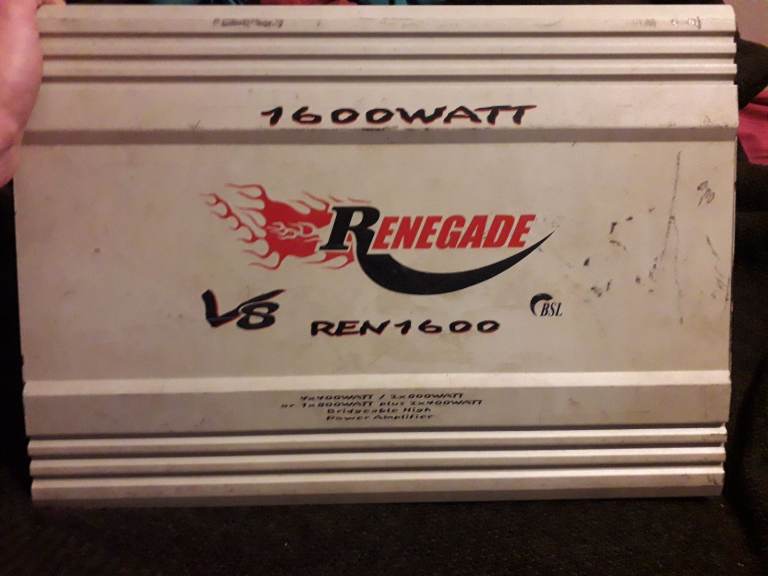 1600WATT
RENEGADE
V8 REN1600
BSL
4x400WATT / 2x800WATT
or 1x800WATT plus 2x400WATT
Bridgeable High
Power Amplifier